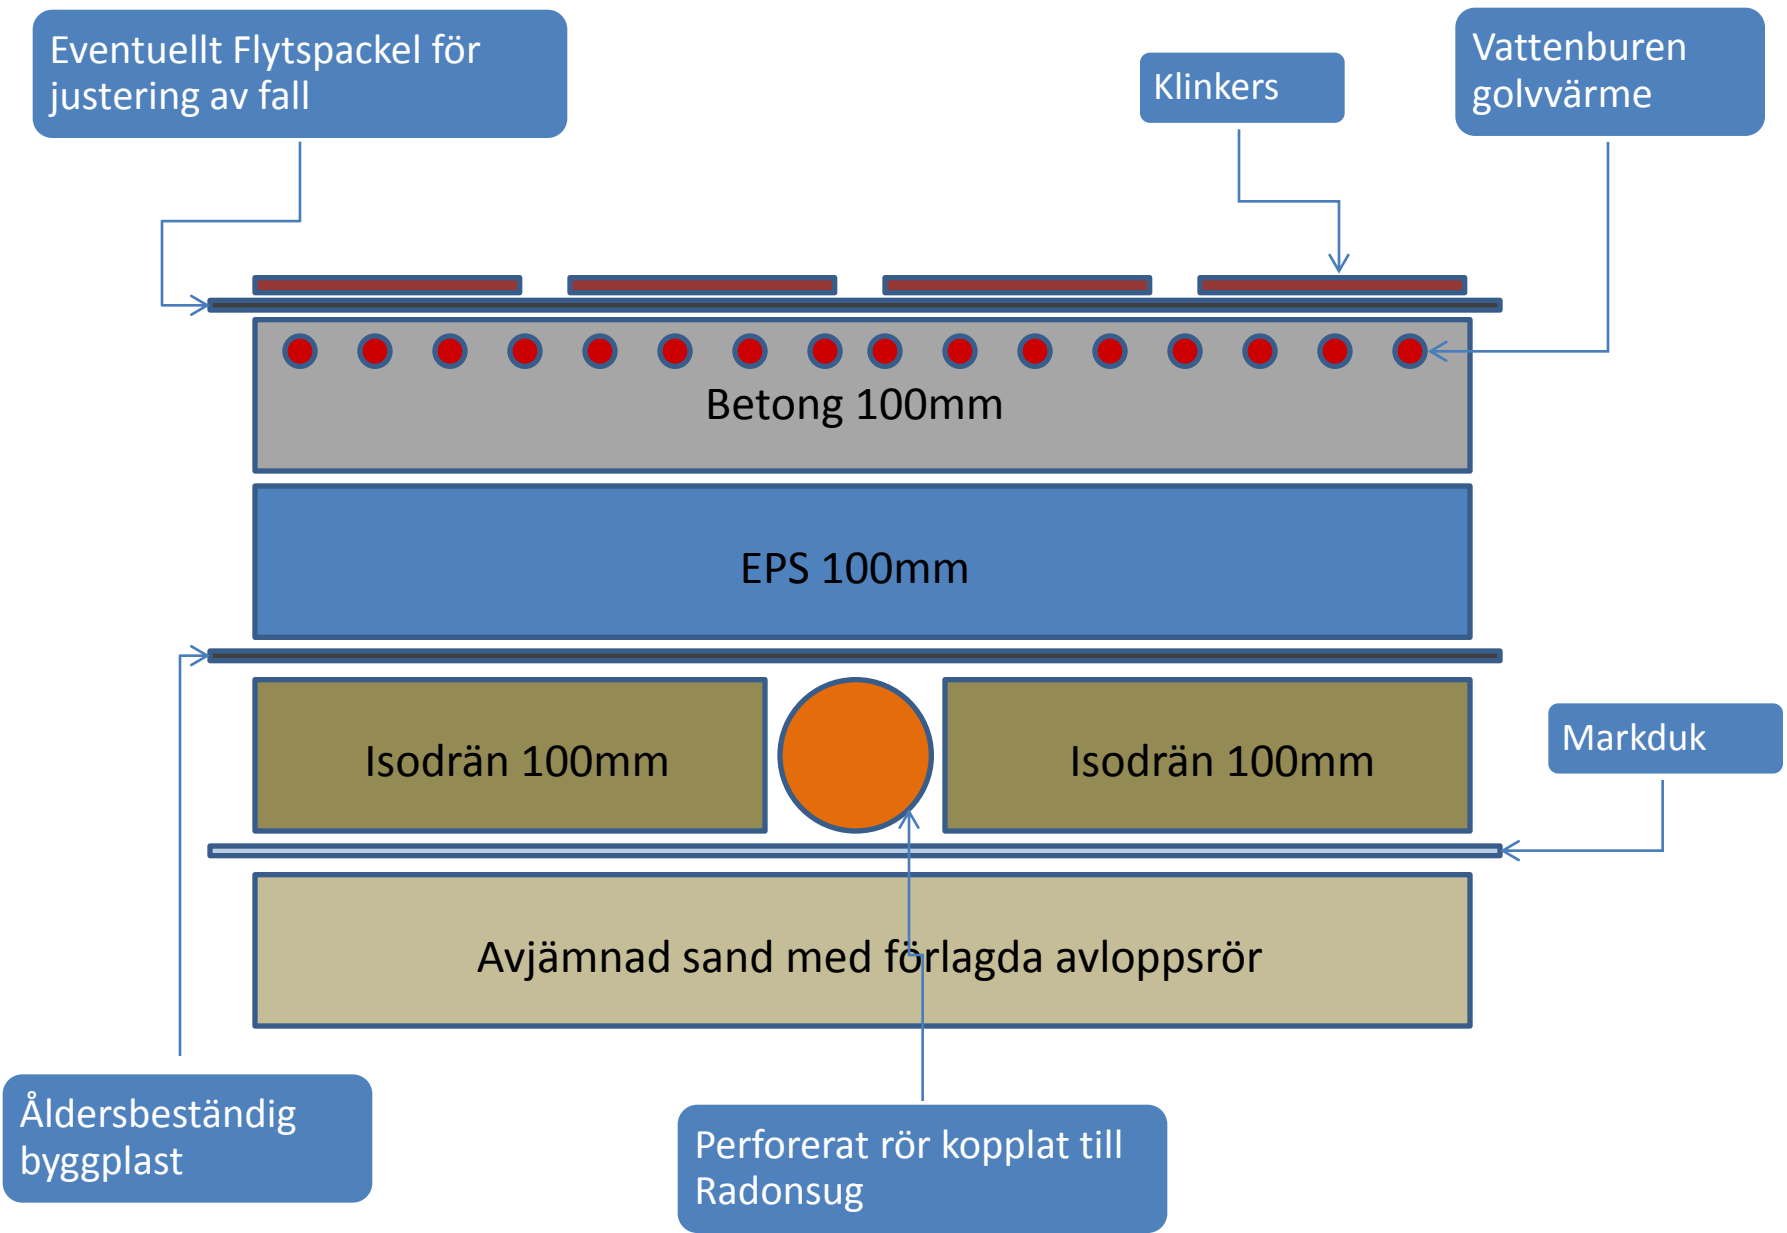 Eventuellt Flytspackel för
justering av fall
Klinkers
Vattenburen
golvvärme
Betong 100mm
EPS 100mm
Isodrän 100mm
Isodrän 100mm
Markduk
Avjämnad sand med förlagda avloppsrör
Åldersbeständig
byggplast
Perforerat rör kopplat till
Radonsug